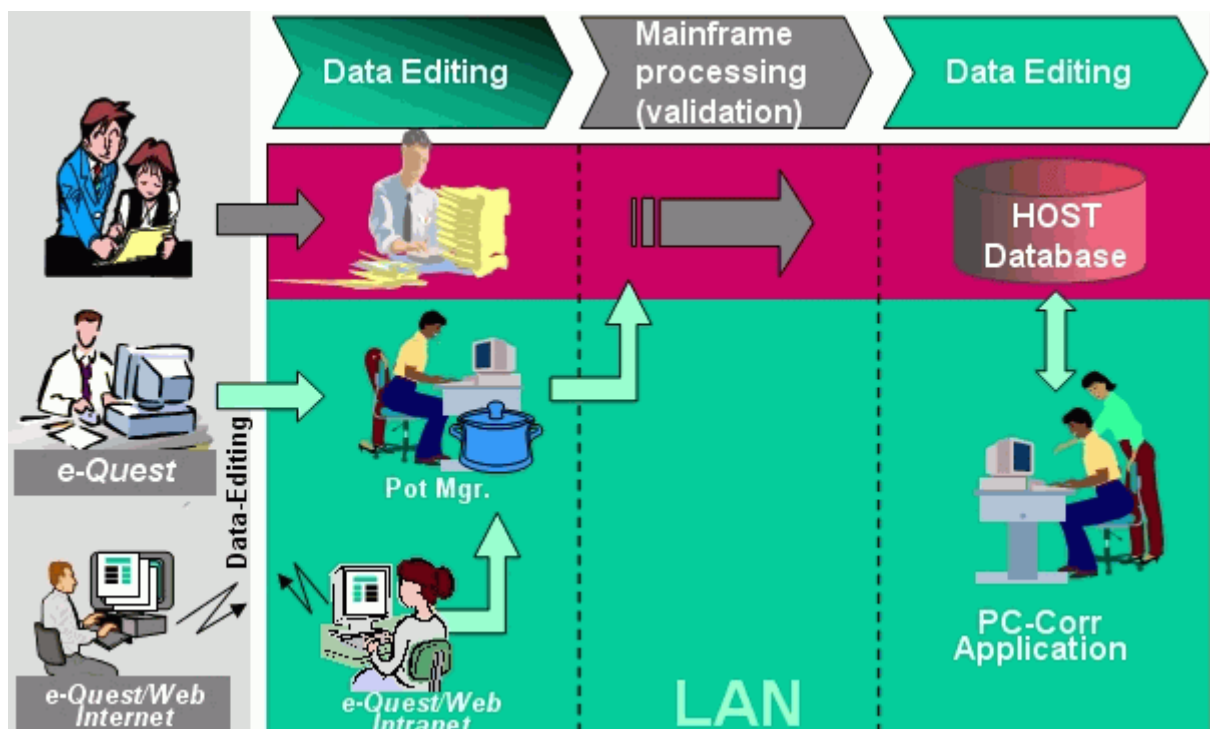 Data Editing
Mainframe
processing
(validation)
Data Editing
HOST
Database
e-Quest
Data-Editing
Pot Mgr.
PC-Corr
Application
e-Quest/Web
Internet
e-Quest/Web
Intranet
LAN